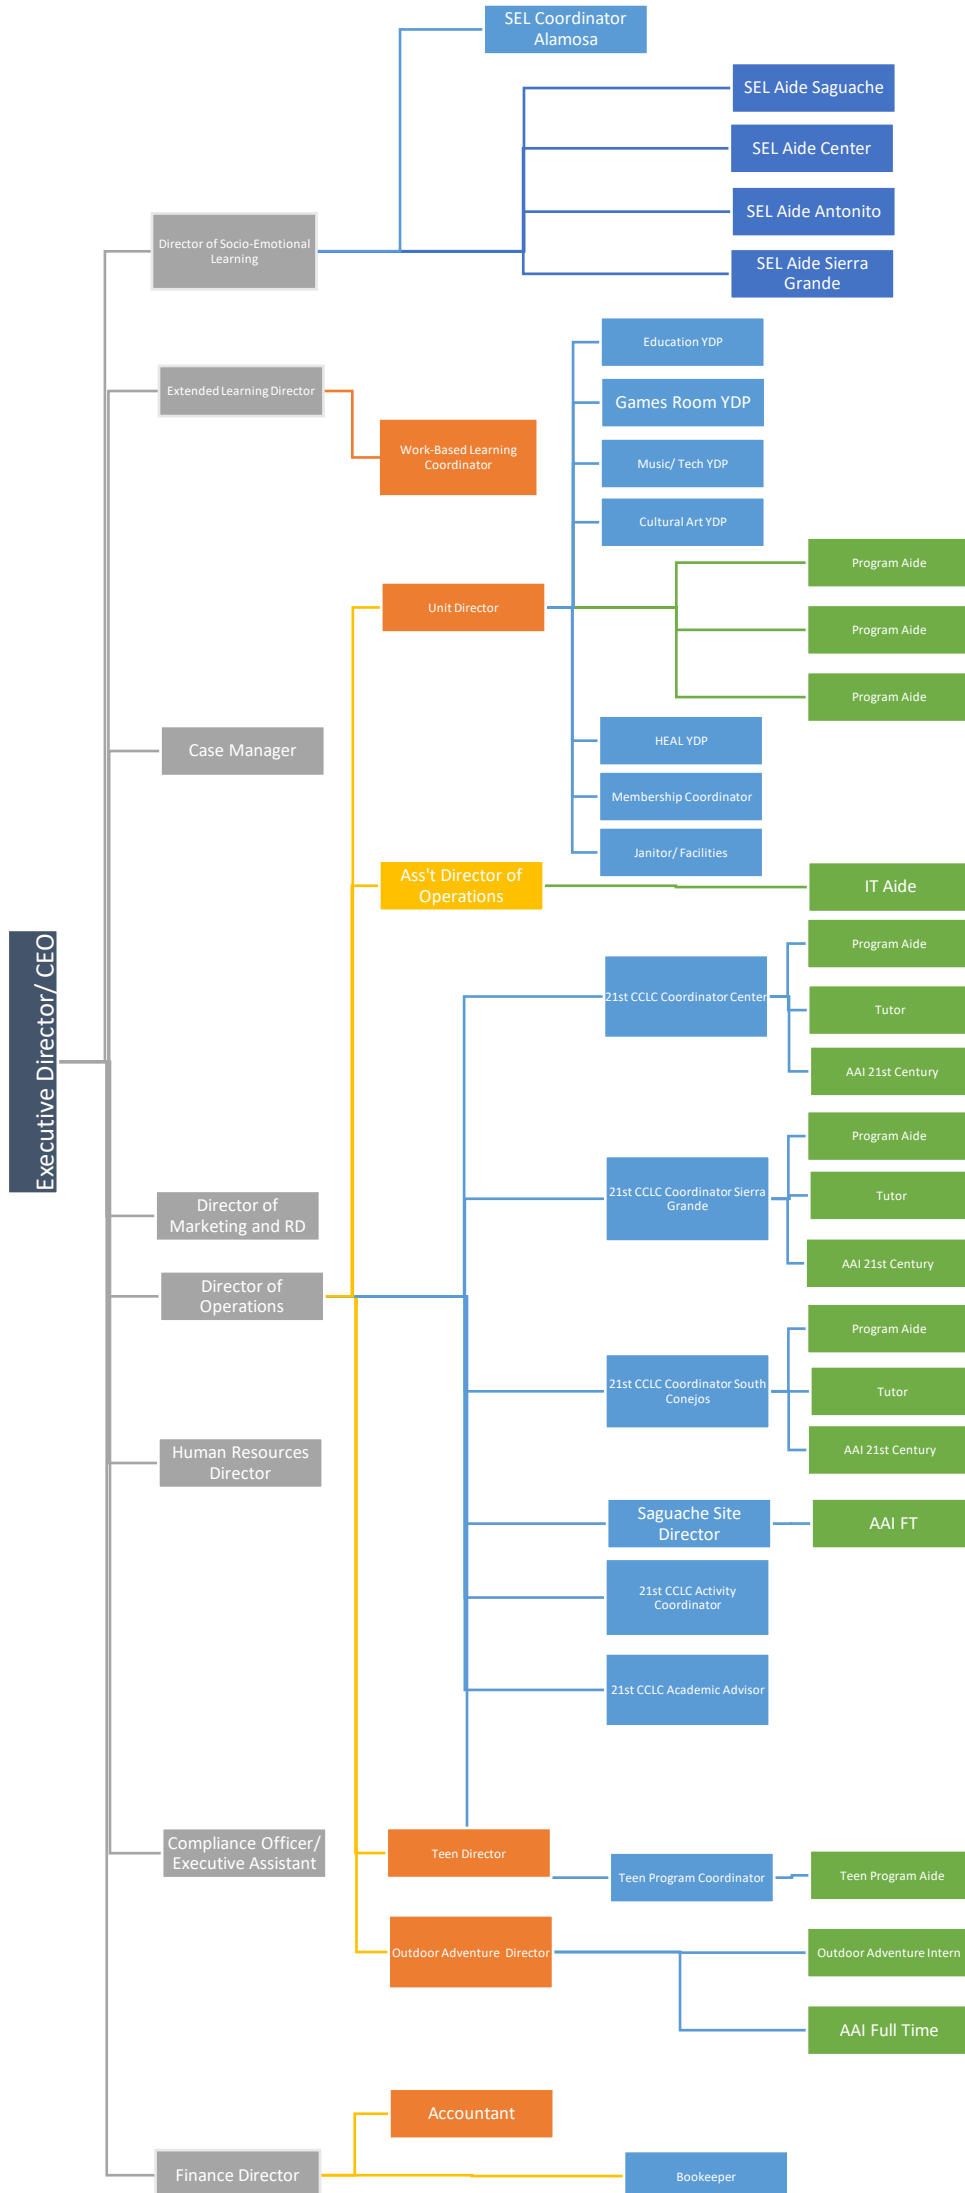 SEL Coordinator
Alamosa
SEL Aide Saguache
SEL Aide Center
SEL Aide Antonito
Director of Socio-Emotional
Learning
SEL Aide Sierra
Grande
Education YDP
Extended Learning Director
Games Room YDP
Work-Based Learning
Coordinator
Music/ Tech YDP
Cultural Art YDP
Program Aide
Unit Director
Program Aide
Program Aide
Case Manager
HEAL YDP
Membership Coordinator
Janitor/ Facilities
Ass't Director of
Operations
IT Aide
Executive Director/ CEO
Program Aide
21st CCLC Coordinator Center
Tutor
AAI 21st Century
Program Aide
21st CCLC Coordinator Sierra
Grande
Tutor
Director of
Marketing and RD
AAI 21st Century
Director of
Operations
Program Aide
21st CCLC Coordinator South
Conejos
Tutor
Human Resources
Director
AAI 21st Century
Saguache Site
Director
AAI FT
21st CCLC Activity
Coordinator
21st CCLC Academic Advisor
Compliance Officer/
Executive Assistant
Teen Director
Teen Program Coordinator
Teen Program Aide
Outdoor Adventure  Director
Outdoor Adventure Intern
AAI Full Time
Accountant
Finance Director
Bookeeper